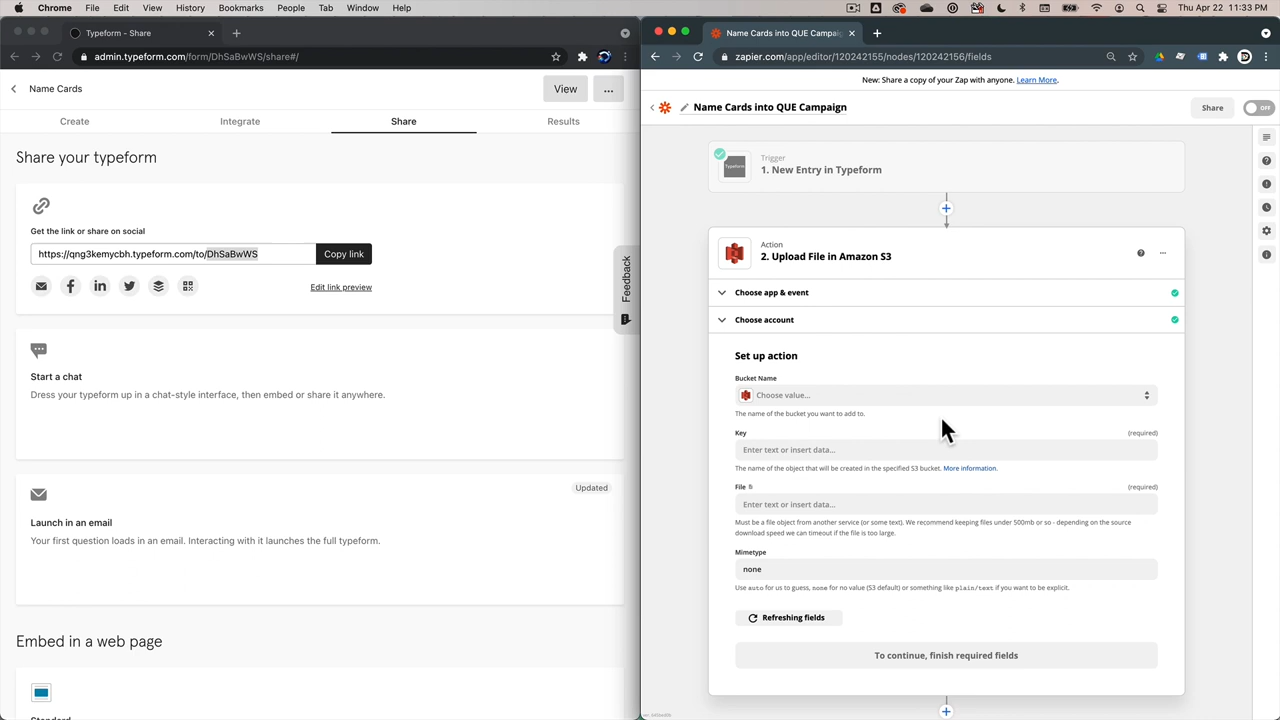 Chrome File Edit View History Bookmarks People Tab Window Help
Thu Apr 22 11:33 PM
Typeform - Share
admin.typeform.com/form/DhSaBwWS/share#/
Name Cards
View
...
Create
Integrate
Share
Results
Share your typeform
Get the link or share on social
https://qng3kemycbh.typeform.com/to/DhSaBwWS
Copy link
Edit link preview
Feedback
Start a chat
Dress your typeform up in a chat-style interface, then embed or share it anywhere.
Updated
Launch in an email
Your first question loads in an email. Interacting with it launches the full typeform.
Embed in a web page
Standard
Name Cards into QUE Campai
zapier.com/app/editor/120242155/nodes/120242156/fields
New: Share a copy of your Zap with anyone. Learn More.
Name Cards into QUE Campaign
Share
OFF
Typeform
Trigger
1. New Entry in Typeform
Action
2. Upload File in Amazon S3
Choose app & event
Choose account
Set up action
Bucket Name
Choose value...
The name of the bucket you want to add to.
Key
(required)
Enter text or insert data...
The name of the object that will be created in the specified S3 bucket. More information.
File
(required)
Enter text or insert data...
Must be a file object from another service (or some text). We recommend keeping files under 500mb or so - depending on the source
download speed we can timeout if the file is too large.
Mimetype
none
Use auto for us to guess, none for no value (S3 default) or something like plain/text if you want to be explicit.
Refreshing fields
To continue, finish required fields